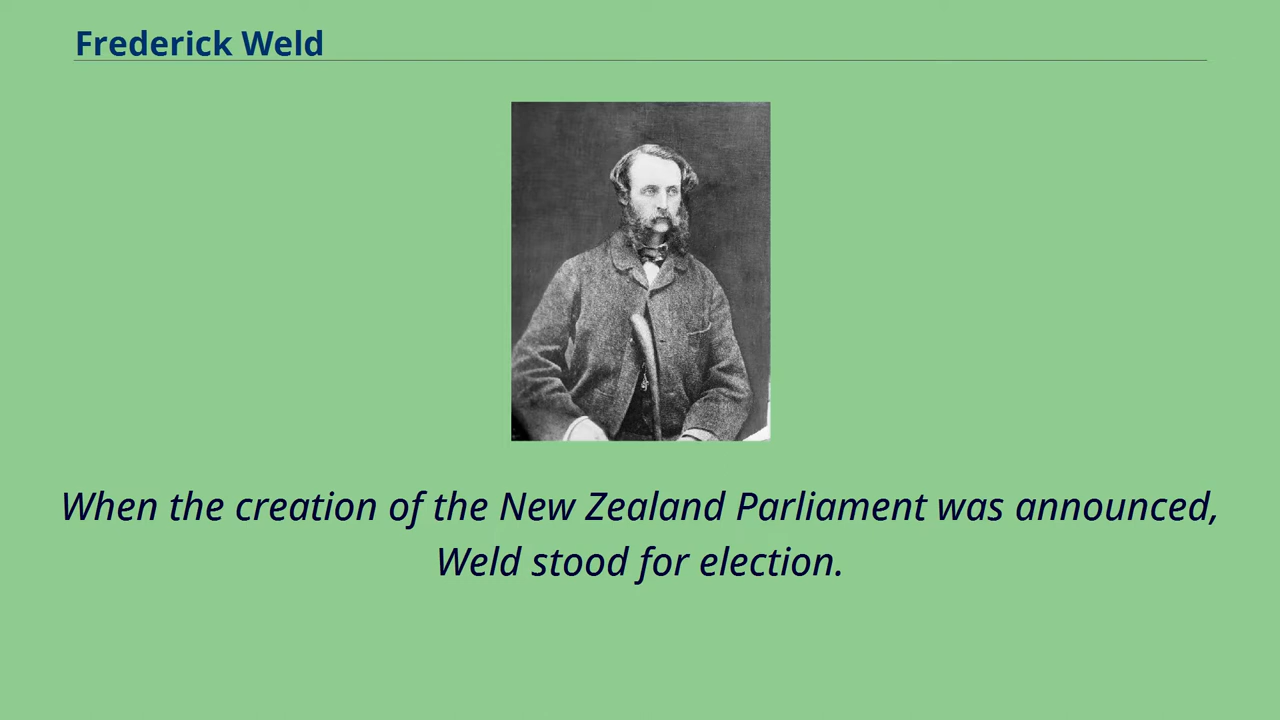 Frederick Weld
When the creation of the New Zealand Parliament was announced,
Weld stood for election.